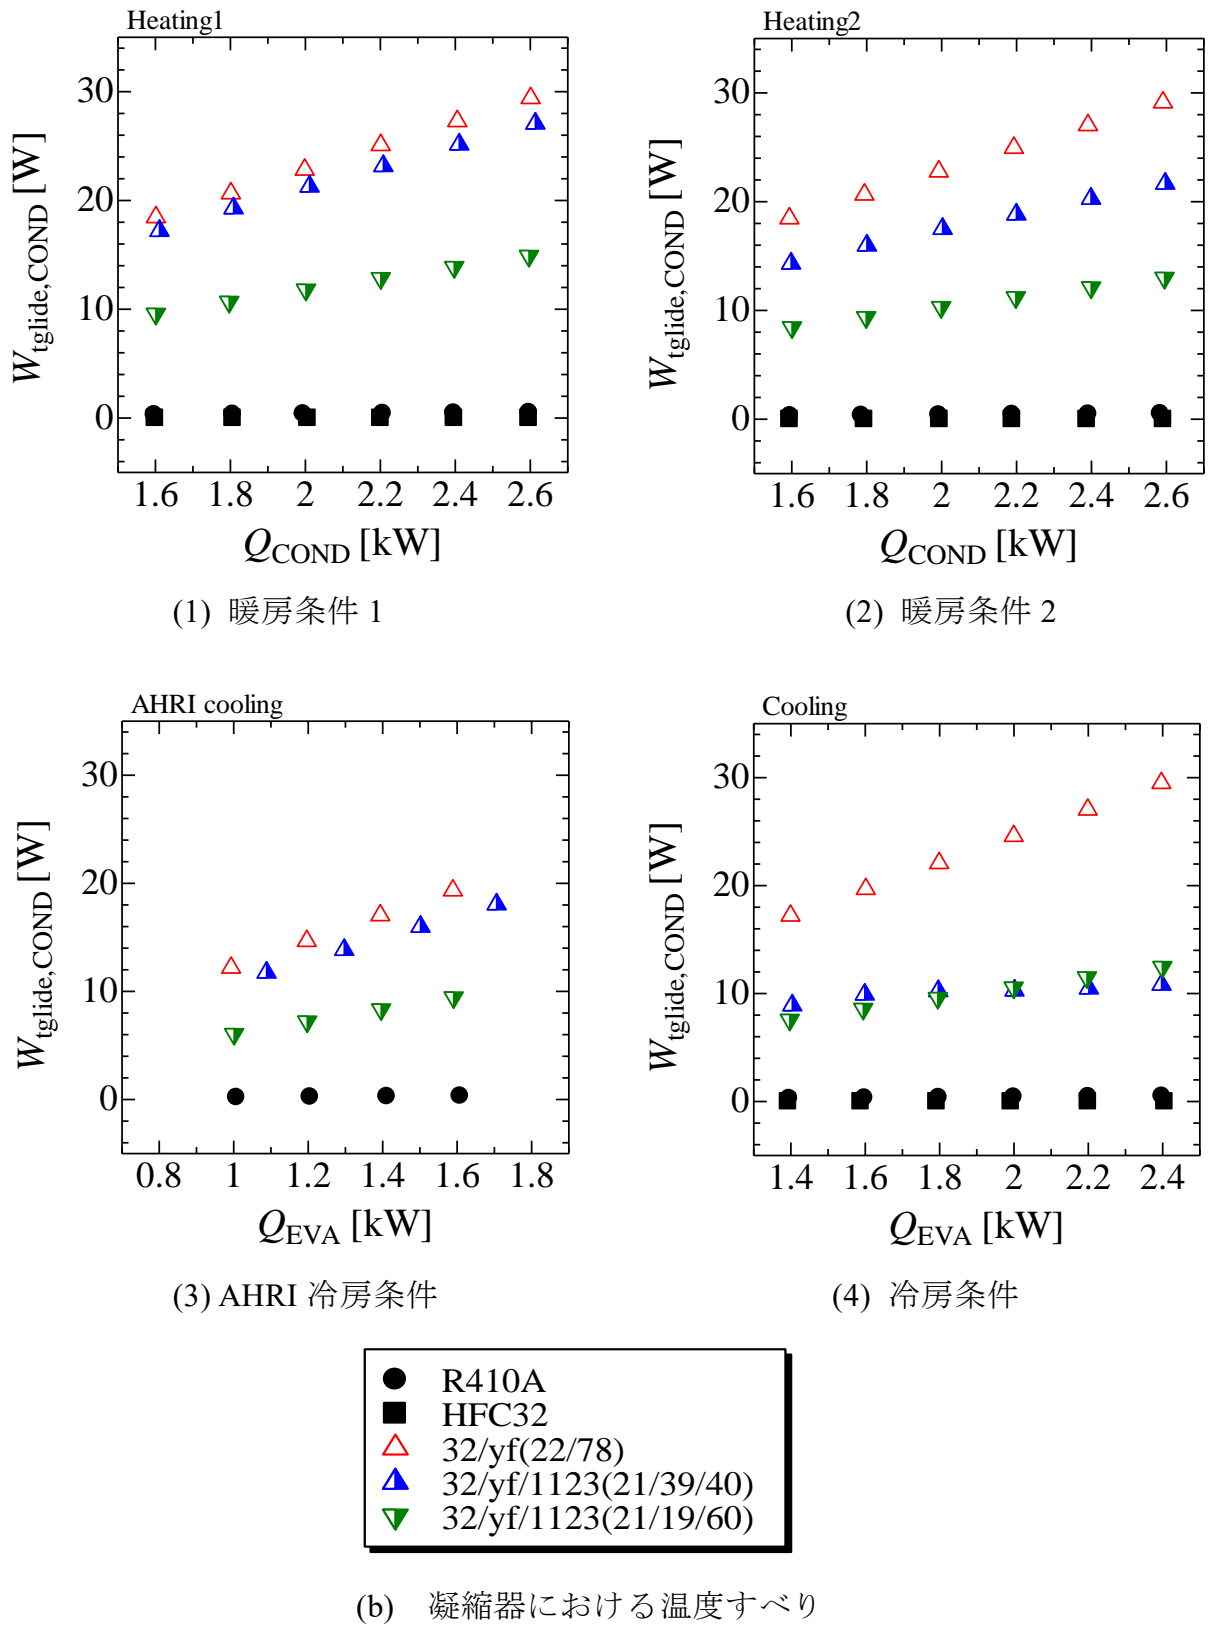 Heating1
30
20
10
0
W_tglide,COND [W]
1.6 1.8 2 2.2 2.4 2.6
Q_COND [kW]
(1) 暖房条件 1
Heating2
30
20
10
0
W_tglide,COND [W]
1.6 1.8 2 2.2 2.4 2.6
Q_COND [kW]
(2) 暖房条件 2
AHRI cooling
30
20
10
0
W_tglide,COND [W]
0.8 1 1.2 1.4 1.6 1.8
Q_EVA [kW]
(3) AHRI 冷房条件
Cooling
30
20
10
0
W_tglide,COND [W]
1.4 1.6 1.8 2 2.2 2.4
Q_EVA [kW]
(4) 冷房条件
R410A
HFC32
32/yf(22/78)
32/yf/1123(21/39/40)
32/yf/1123(21/19/60)
(b) 凝縮器における温度すべり